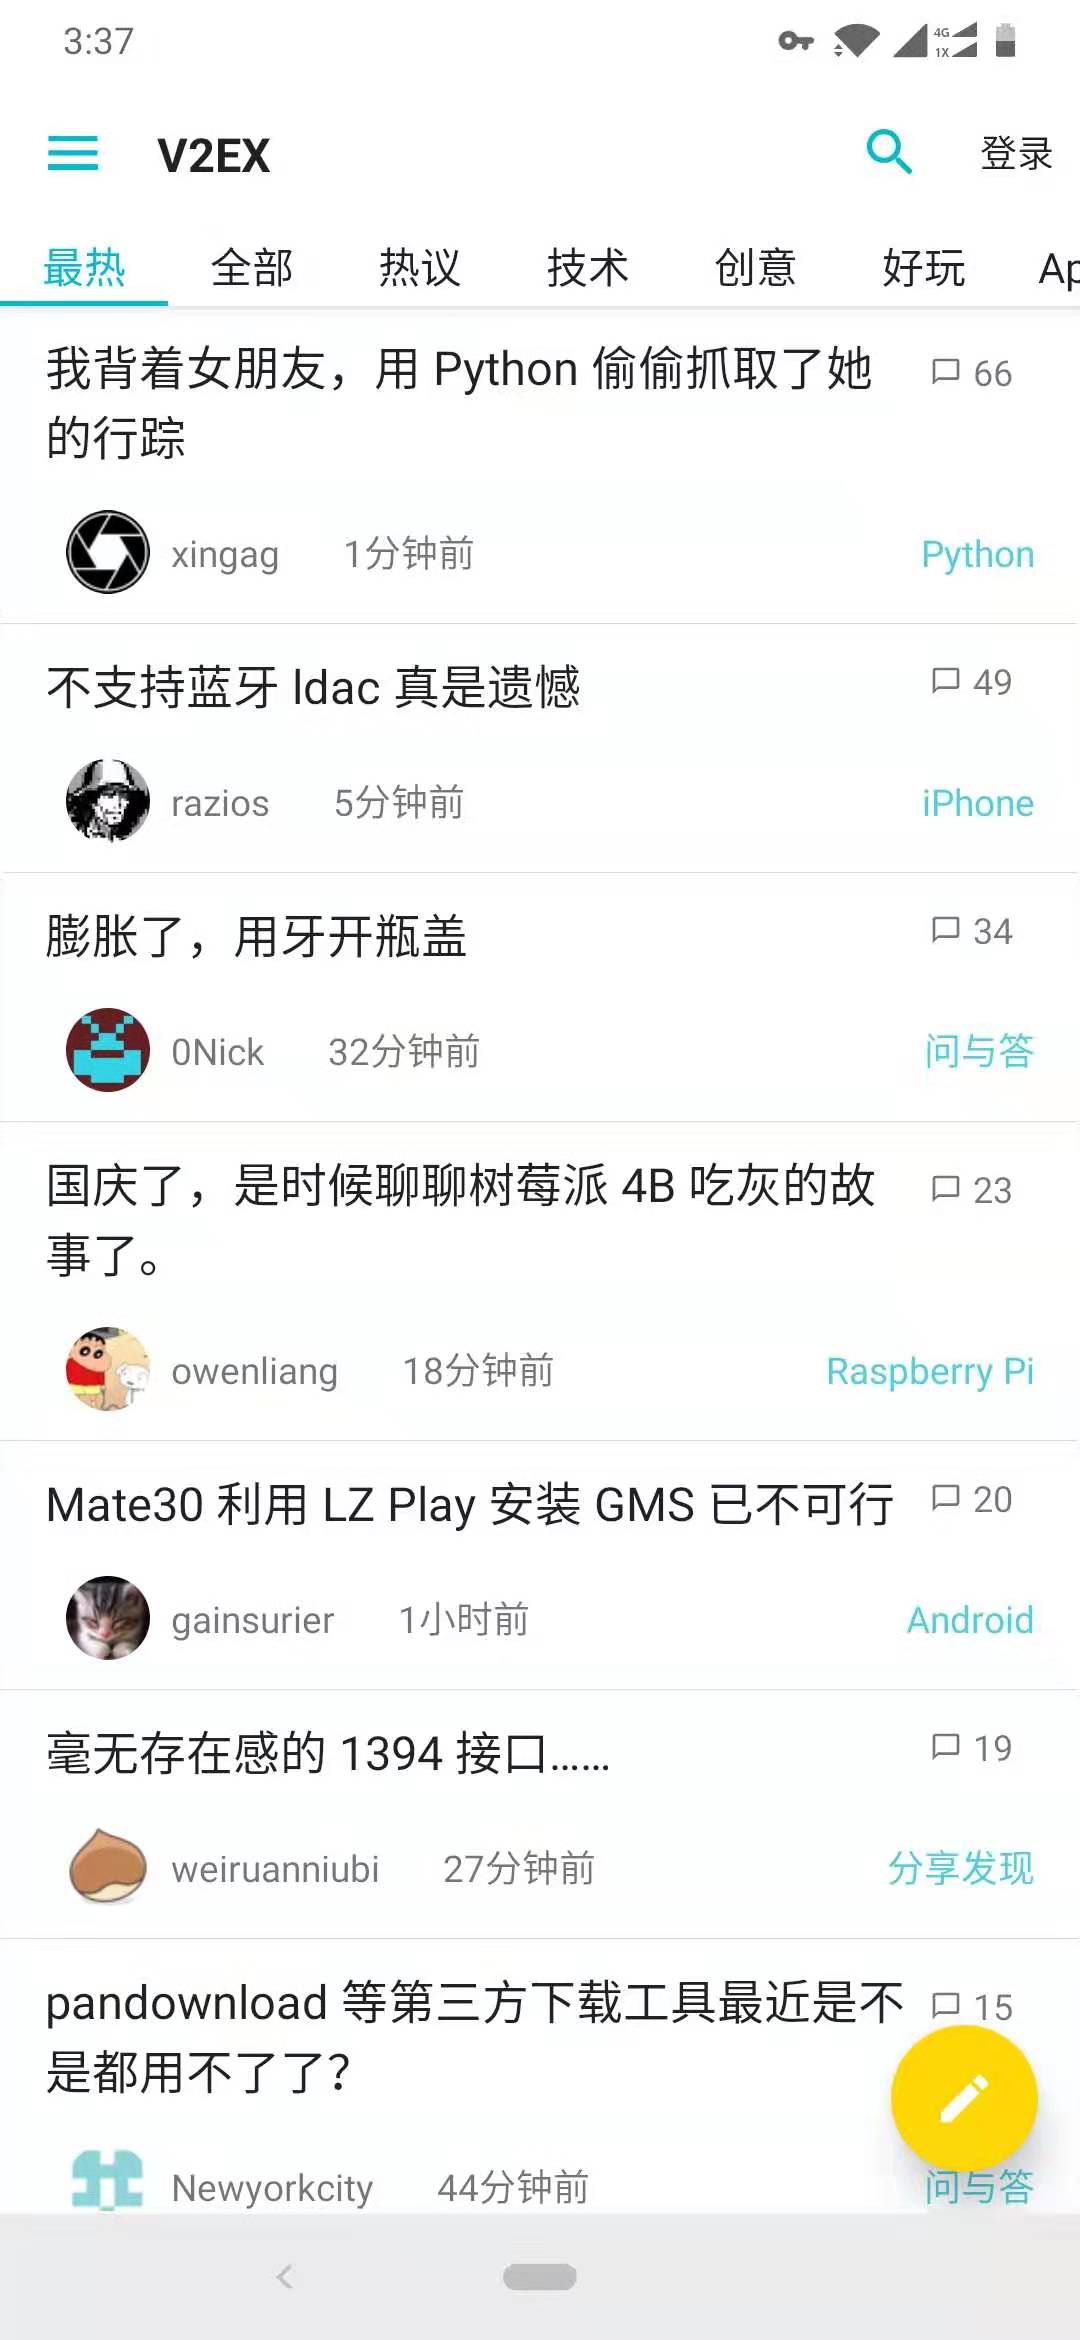 3:37
4G
1X
V2EX
登录
最热 全部 热议 技术 创意 好玩 Ap
我背着女朋友，用 Python 偷偷抓取了她
的行踪
66
xingag 1分钟前 Python
不支持蓝牙 ldac 真是遗憾
49
razios 5分钟前 iPhone
膨胀了，用牙开瓶盖
34
0Nick 32分钟前 问与答
国庆了，是时候聊聊树莓派 4B 吃灰的故
事了。
23
owenliang 18分钟前 Raspberry Pi
Mate30 利用 LZ Play 安装 GMS 已不可行
20
gainsurier 1小时前 Android
毫无存在感的 1394 接口……
19
weiruanniubi 27分钟前 分享发现
pandownload 等第三方下载工具最近是不
是都用不了了？
15
Newyorkcity 44分钟前 问与答